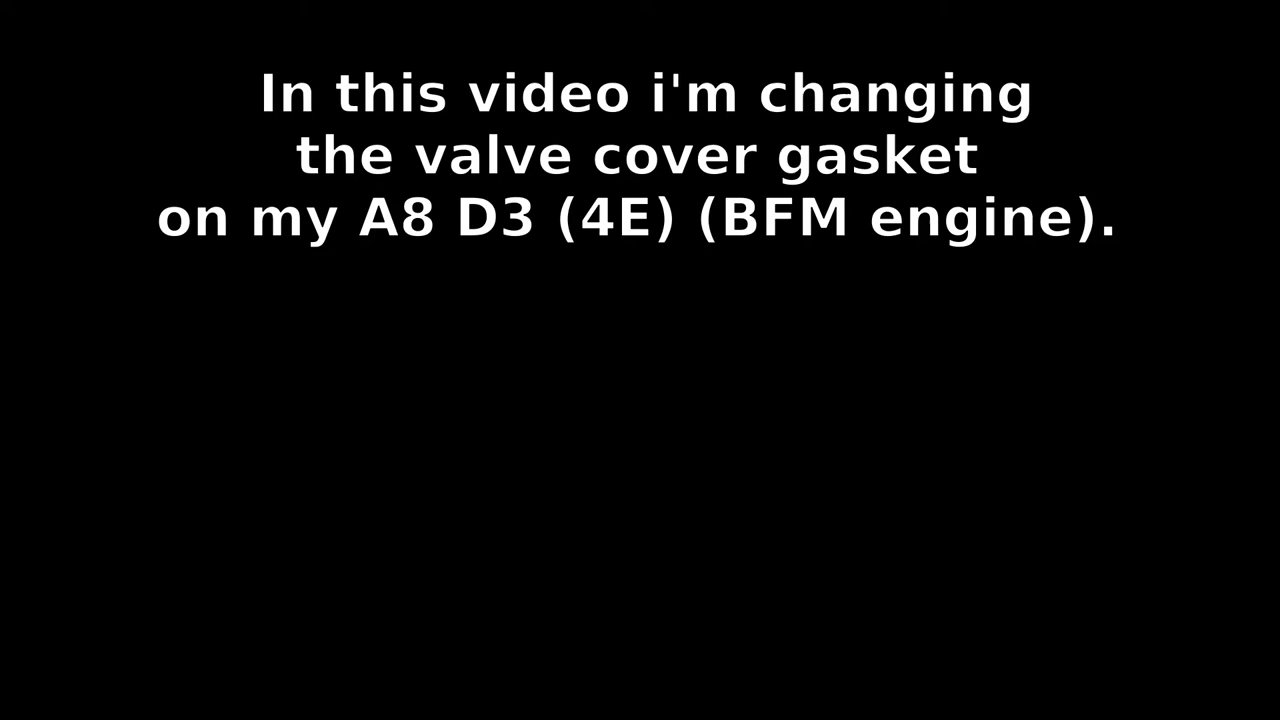 In this video i'm changing
the valve cover gasket
on my A8 D3 (4E) (BFM engine).